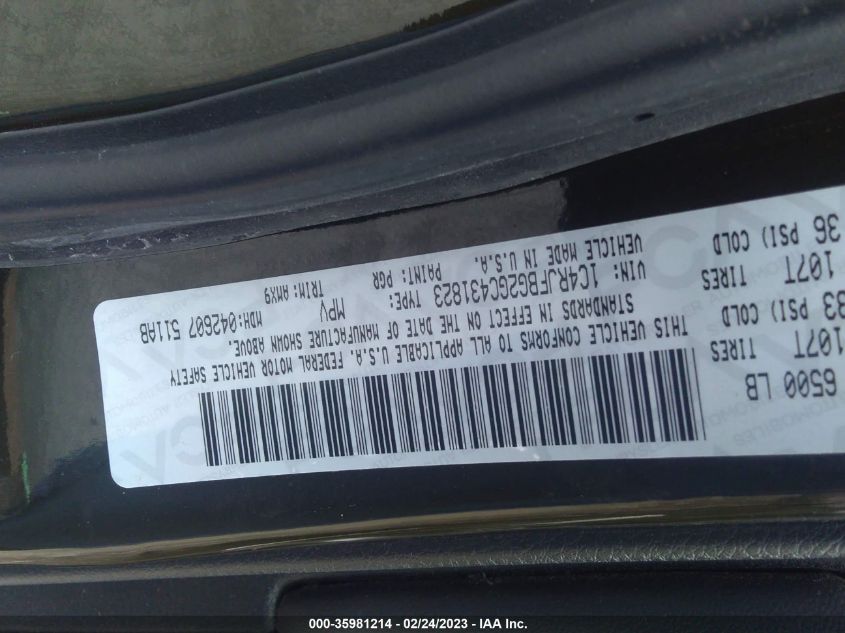 6500 LB
107T TIRES
33 PSI) COLD
107T TIRES
36 PSI) COLD
THIS VEHICLE CONFORMS TO ALL APPLICABLE U.S.A. FEDERAL MOTOR VEHICLE SAFETY
STANDARDS IN EFFECT ON THE DATE OF MANUFACTURE SHOWN ABOVE.
VIN: 1C4RJFBG2GC431823 TYPE: MPV MDH:042607 511AB
VEHICLE MADE IN U.S.A. PAINT: PGR TRIM: AMX9
000-35981214 - 02/24/2023 - IAA Inc.